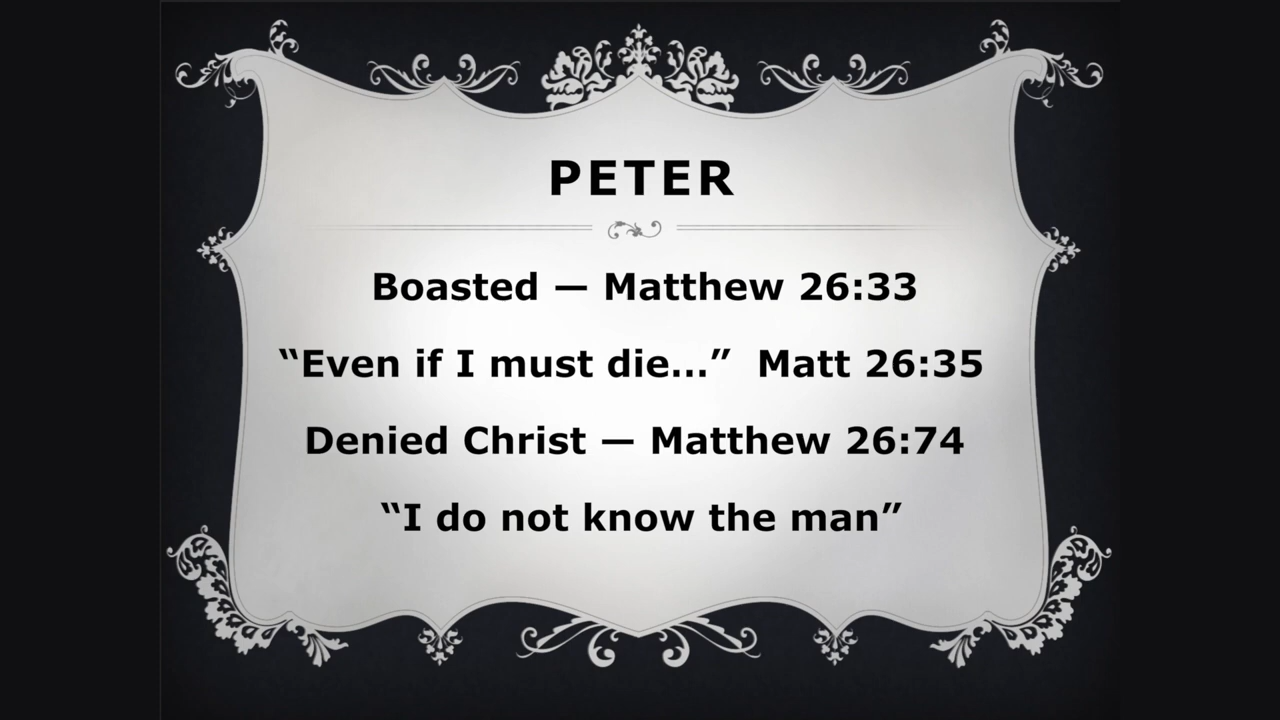 PETER
Boasted — Matthew 26:33
“Even if I must die...”  Matt 26:35
Denied Christ — Matthew 26:74
“I do not know the man”